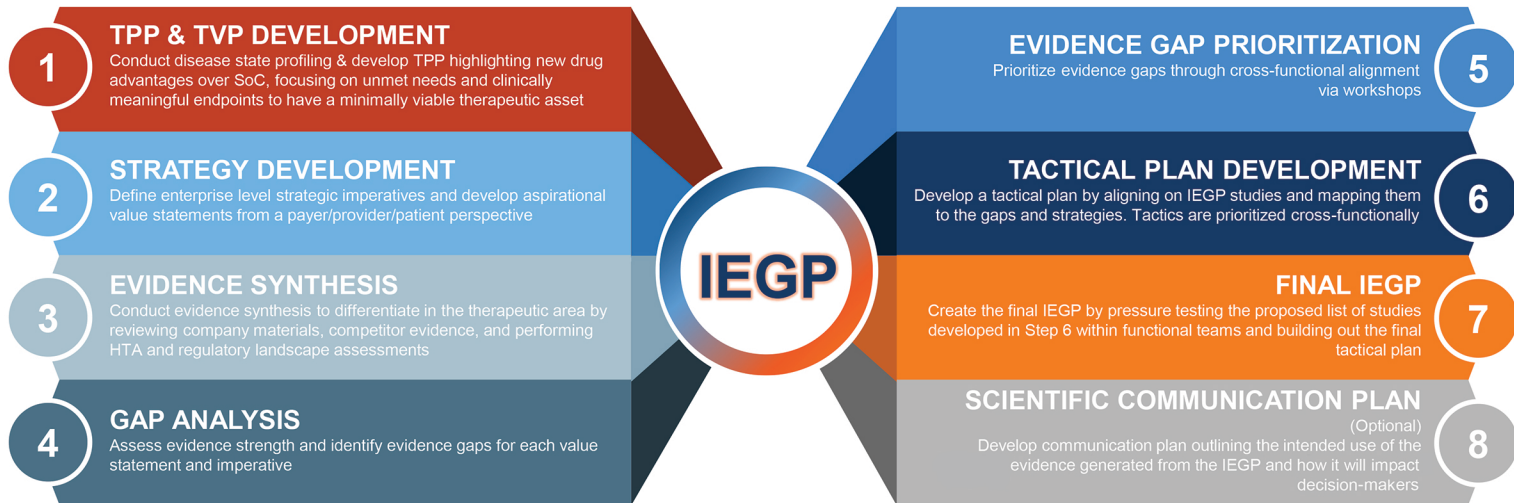 1
TPP & TVP DEVELOPMENT
Conduct disease state profiling & develop TPP highlighting new drug
advantages over SoC, focusing on unmet needs and clinically
meaningful endpoints to have a minimally viable therapeutic asset
2
STRATEGY DEVELOPMENT
Define enterprise level strategic imperatives and develop aspirational
value statements from a payer/provider/patient perspective
3
EVIDENCE SYNTHESIS
Conduct evidence synthesis to differentiate in the therapeutic area by
reviewing company materials, competitor evidence, and performing
HTA and regulatory landscape assessments
4
GAP ANALYSIS
Assess evidence strength and identify evidence gaps for each value
statement and imperative
IEGP
EVIDENCE GAP PRIORITIZATION
Prioritize evidence gaps through cross-functional alignment
via workshops
5
TACTICAL PLAN DEVELOPMENT
Develop a tactical plan by aligning on IEGP studies and mapping them
to the gaps and strategies. Tactics are prioritized cross-functionally
6
FINAL IEGP
Create the final IEGP by pressure testing the proposed list of studies
developed in Step 6 within functional teams and building out the final
tactical plan
7
SCIENTIFIC COMMUNICATION PLAN
(Optional)
Develop communication plan outlining the intended use of the
evidence generated from the IEGP and how it will impact
decision-makers
8